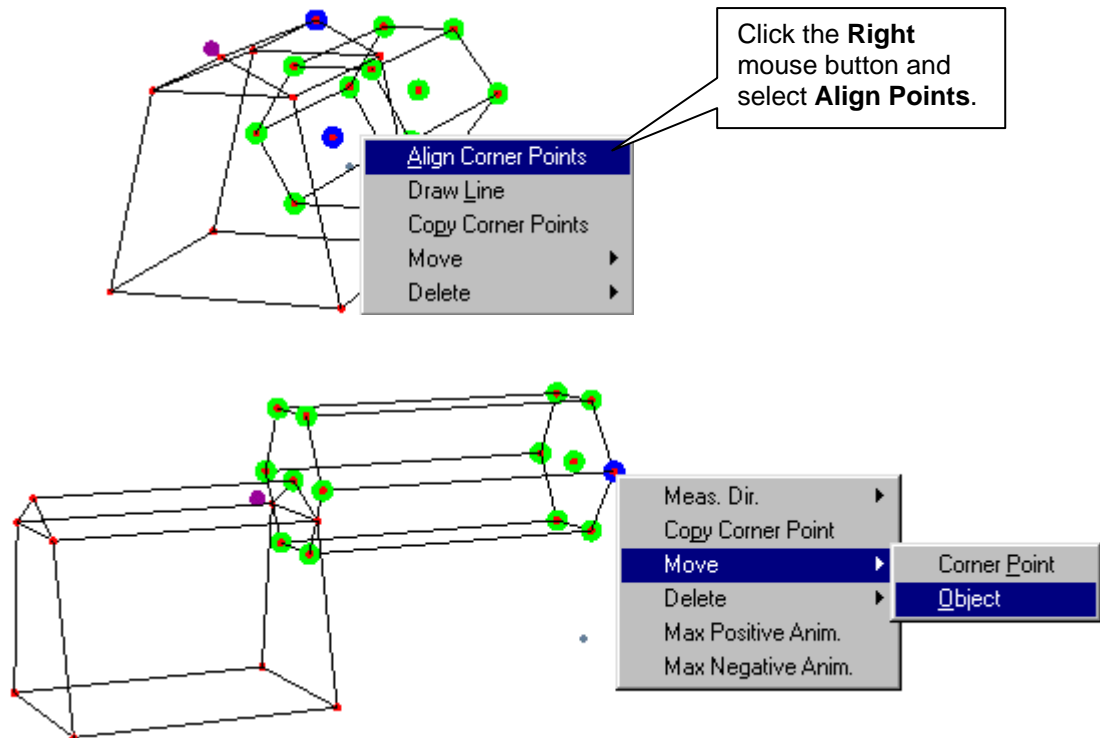 Click the Right
mouse button and
select Align Points.
Align Corner Points
Draw Line
Copy Corner Points
Move
Delete
Meas. Dir.
Copy Corner Point
Move
Delete
Max Positive Anim.
Max Negative Anim.
Corner Point
Object